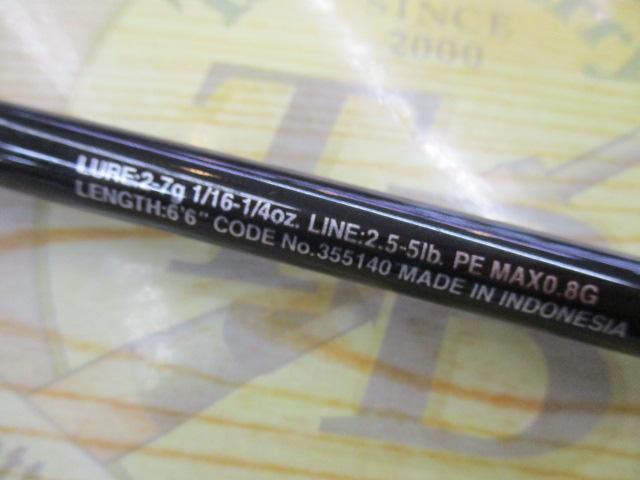 SINCE
2000
TB
LURE:2-7g 1/16-1/4oz. LINE:2.5-5lb. PE MAX0.8G
LENGTH:6'6" CODE No.355140 MADE IN INDONESIA